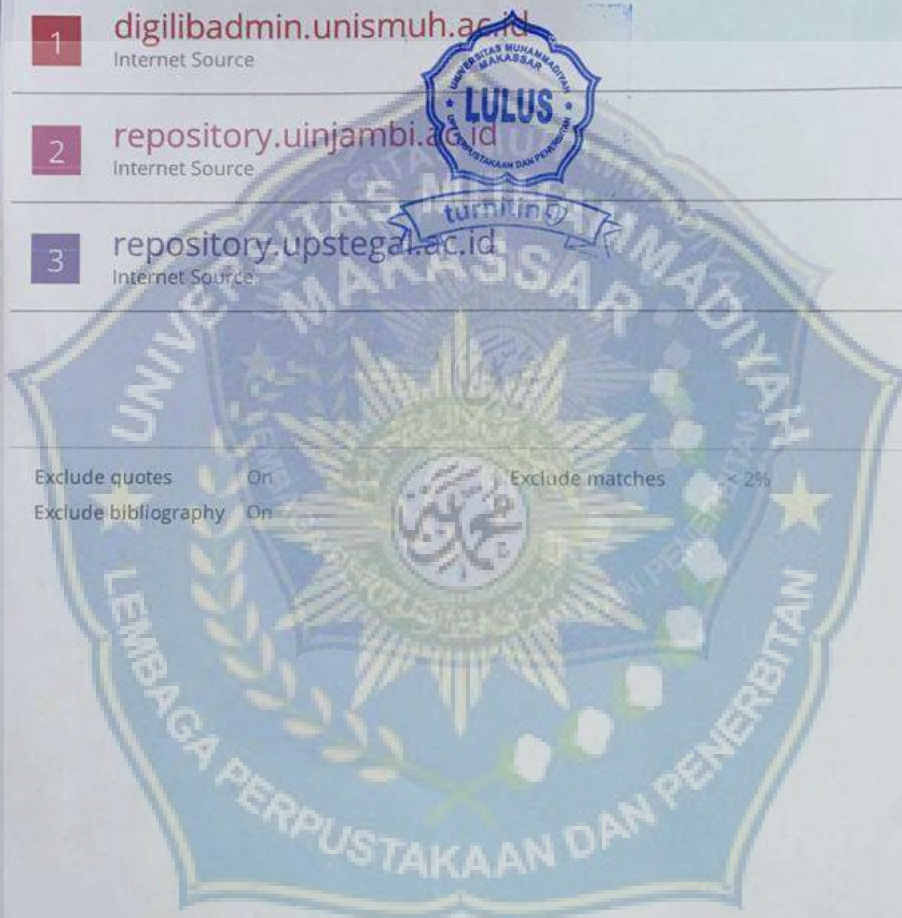 1 digilibadmin.unismuh.ac.id
Internet Source
UNIVERSITAS MUHAMMADIYAH
MAKASSAR
LULUS
PERPUSTAKAAN DAN PENERBITAN
turnitin
2 repository.uinjambi.ac.id
Internet Source
3 repository.upstegal.ac.id
Internet Source
UNIVERSITAS MUHAMMADIYAH
MAKASSAR
Exclude quotes On
Exclude matches < 2%
Exclude bibliography On
LEMBAGA PERPUSTAKAAN DAN PENERBITAN